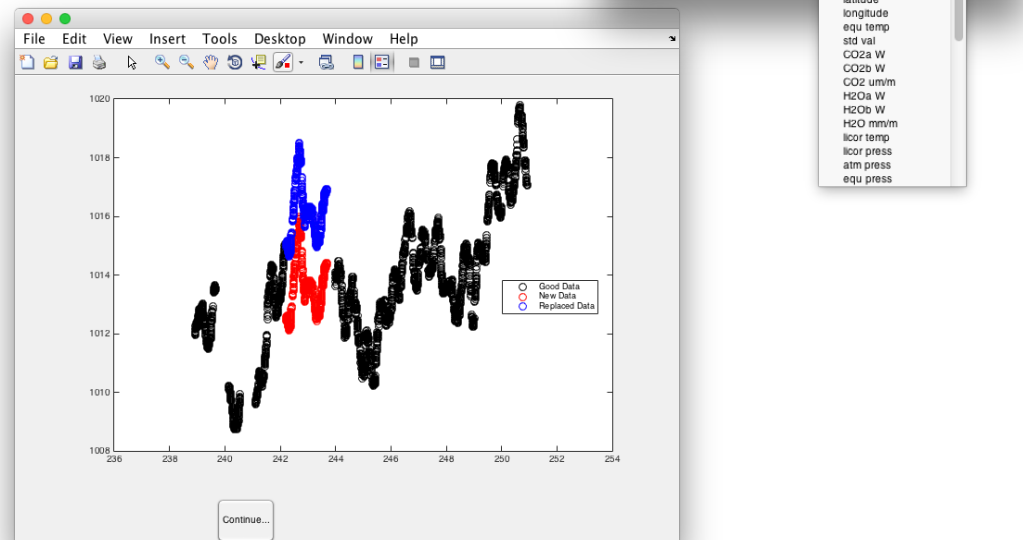 File Edit View Insert Tools Desktop Window Help
1020
1018
1016
1014
1012
1010
1008
236 238 240 242 244 246 248 250 252 254
Good Data
New Data
Replaced Data
Continue...
latitude
longitude
equ temp
std val
CO2a W
CO2b W
CO2 um/m
H2Oa W
H2Ob W
H2O mm/m
licor temp
licor press
atm press
equ press